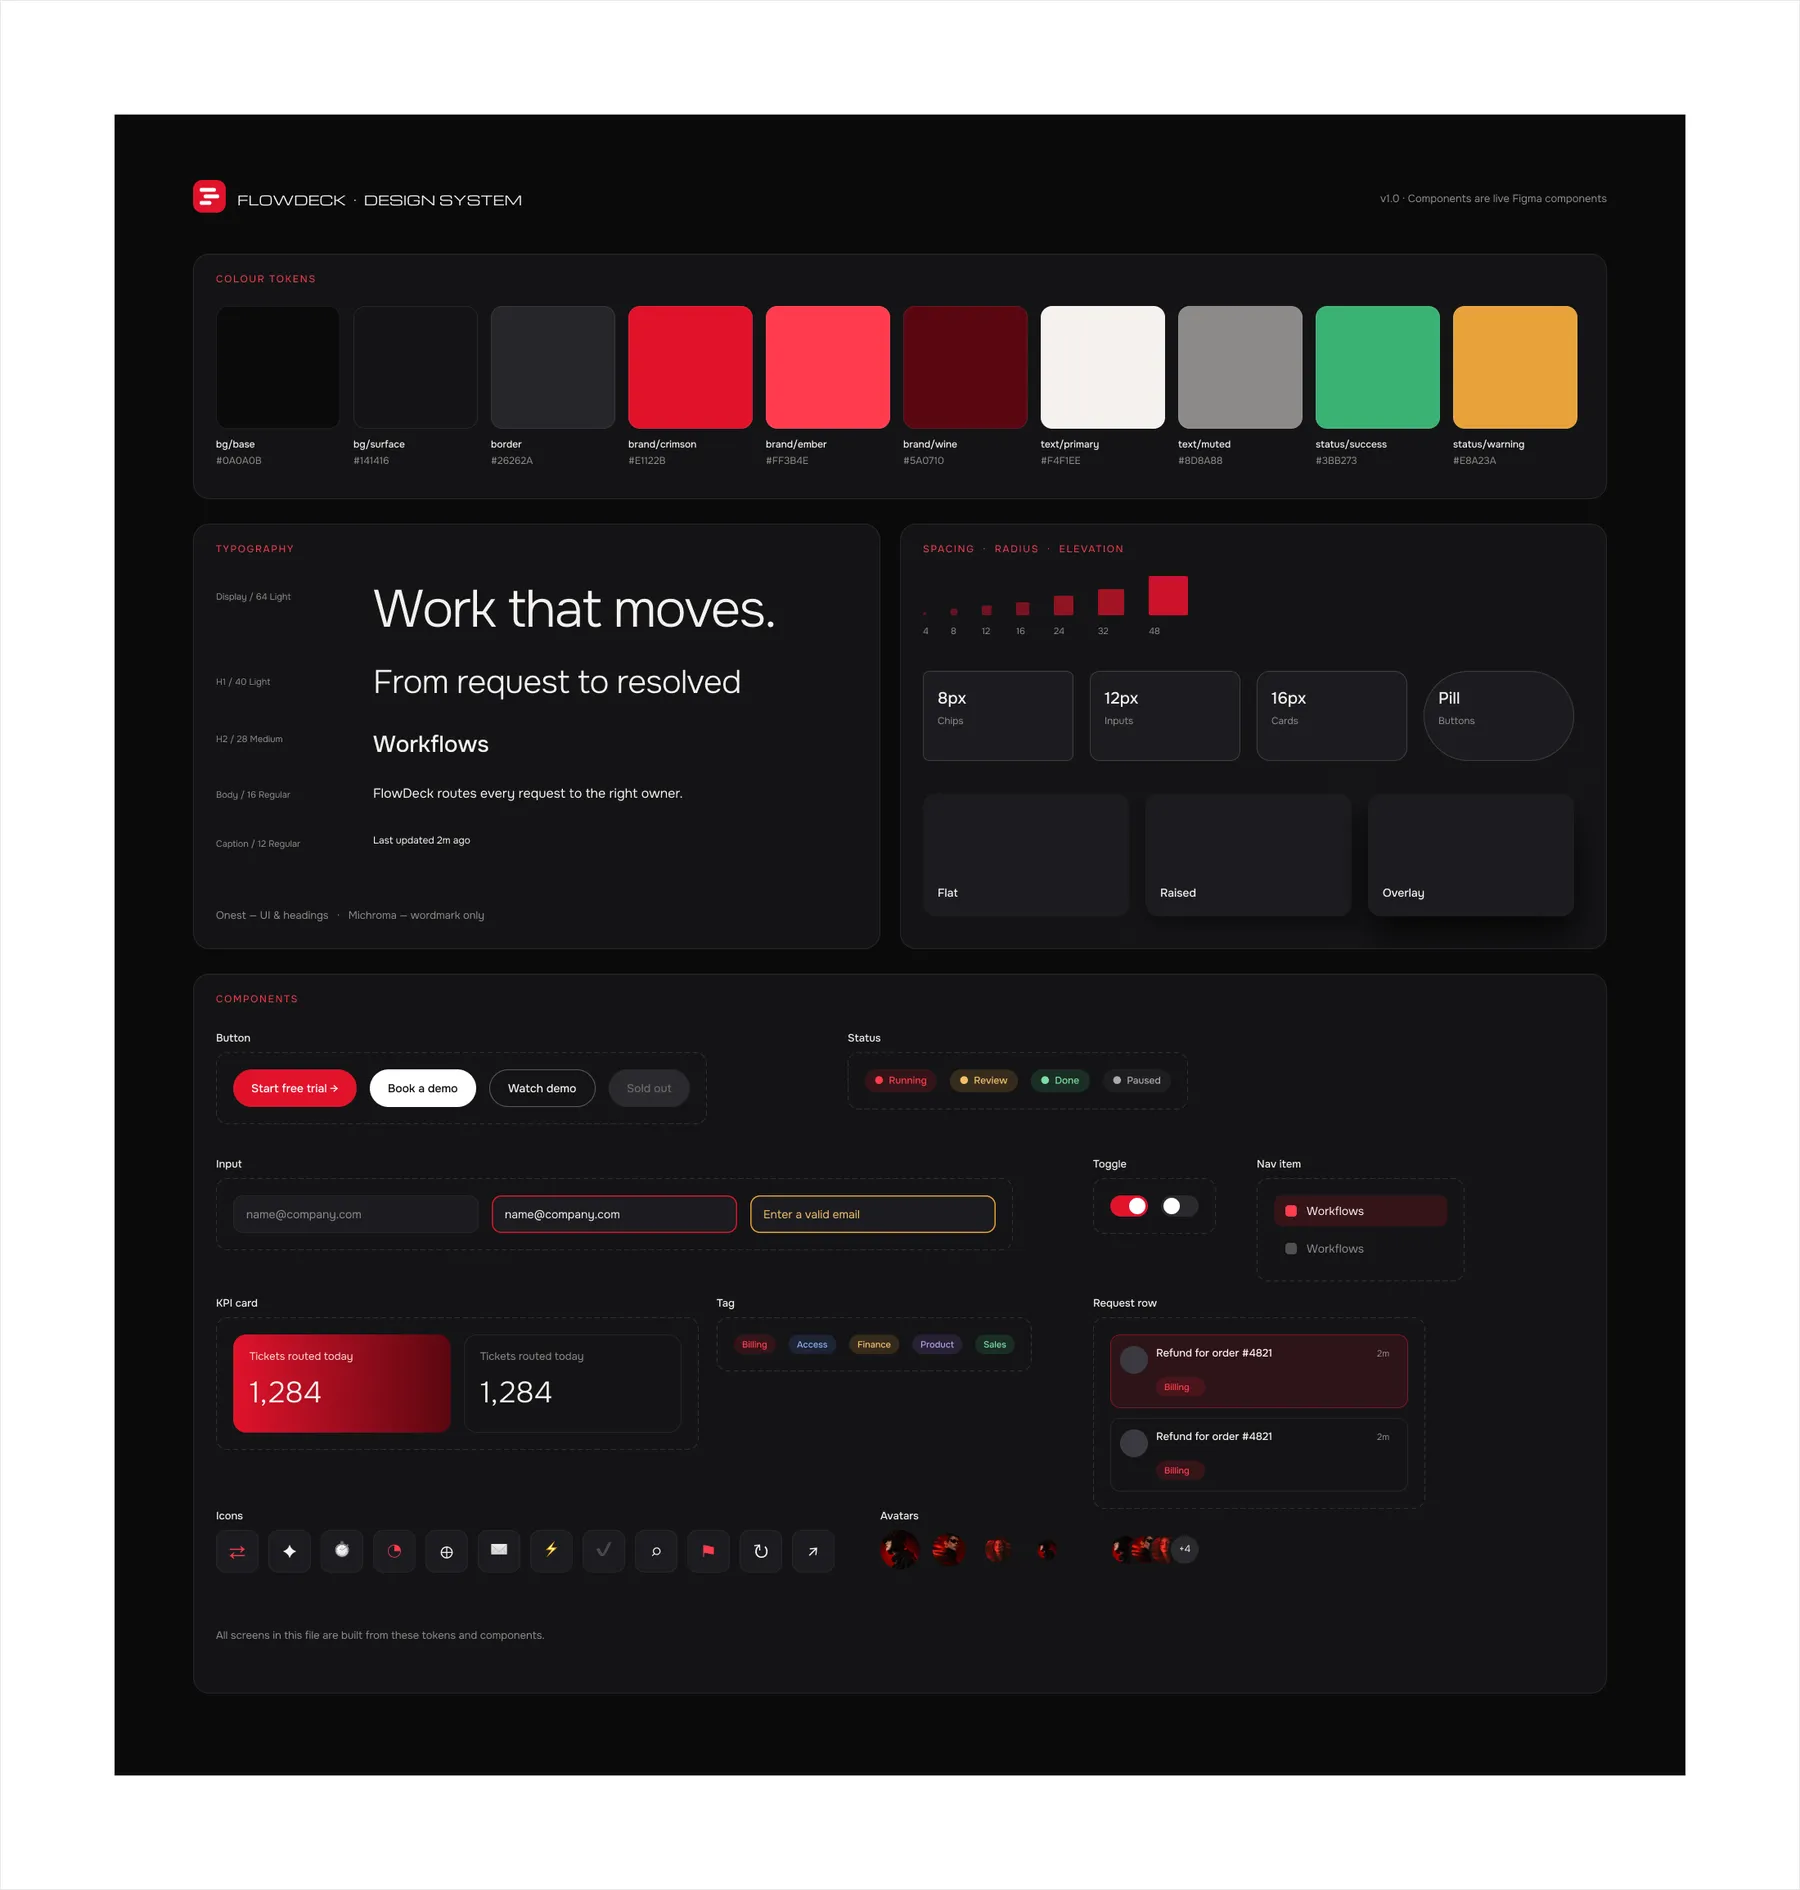 FLOWDECK · DESIGN SYSTEM
v1.0 · Components are live Figma components
COLOUR TOKENS
bg/base
#0A0A0B
bg/surface
#141416
border
#26262A
brand/crimson
#E1122B
brand/ember
#FF3B4E
brand/wine
#5A0710
text/primary
#F4F1EE
text/muted
#8D8A88
status/success
#3BB273
status/warning
#E8A23A
TYPOGRAPHY
Display / 64 Light
Work that moves.
H1 / 40 Light
From request to resolved
H2 / 28 Medium
Workflows
Body / 16 Regular
FlowDeck routes every request to the right owner.
Caption / 12 Regular
Last updated 2m ago
Onest — UI & headings · Michroma — wordmark only
SPACING · RADIUS · ELEVATION
4 8 12 16 24 32 48
8px
Chips
12px
Inputs
16px
Cards
Pill
Buttons
Flat
Raised
Overlay
COMPONENTS
Button
Start free trial →
Book a demo
Watch demo
Sold out
Status
Running
Review
Done
Paused
Input
name@company.com
name@company.com
Enter a valid email
Toggle
Nav item
Workflows
Workflows
KPI card
Tickets routed today
1,284
Tickets routed today
1,284
Tag
Billing
Access
Finance
Product
Sales
Request row
Refund for order #4821
2m
Billing
Refund for order #4821
2m
Billing
Icons
Avatars
+4
All screens in this file are built from these tokens and components.